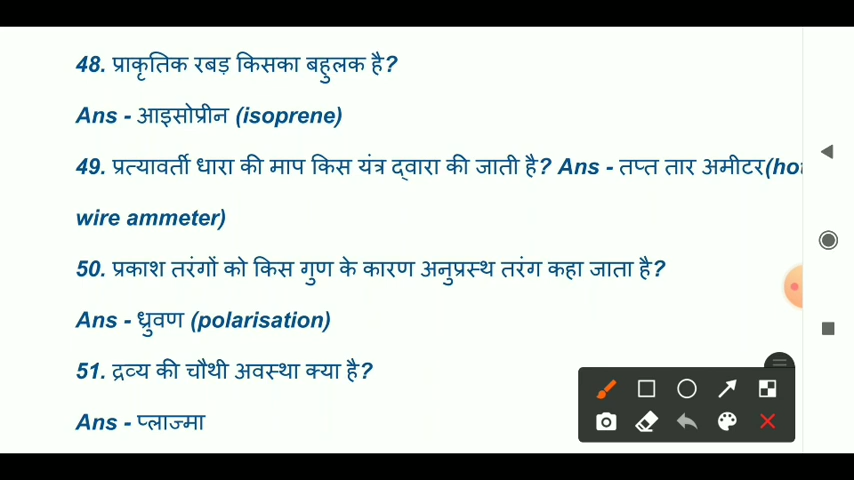 48. प्राकृतिक रबड़ किसका बहुलक है?
Ans - आइसोप्रीन (isoprene)
49. प्रत्यावर्ती धारा की माप किस यंत्र द्वारा की जाती है? Ans - तप्त तार अमीटर(hot
wire ammeter)
50. प्रकाश तरंगों को किस गुण के कारण अनुप्रस्थ तरंग कहा जाता है?
Ans - ध्रुवण (polarisation)
51. द्रव्य की चौथी अवस्था क्या है?
Ans - प्लाज्मा